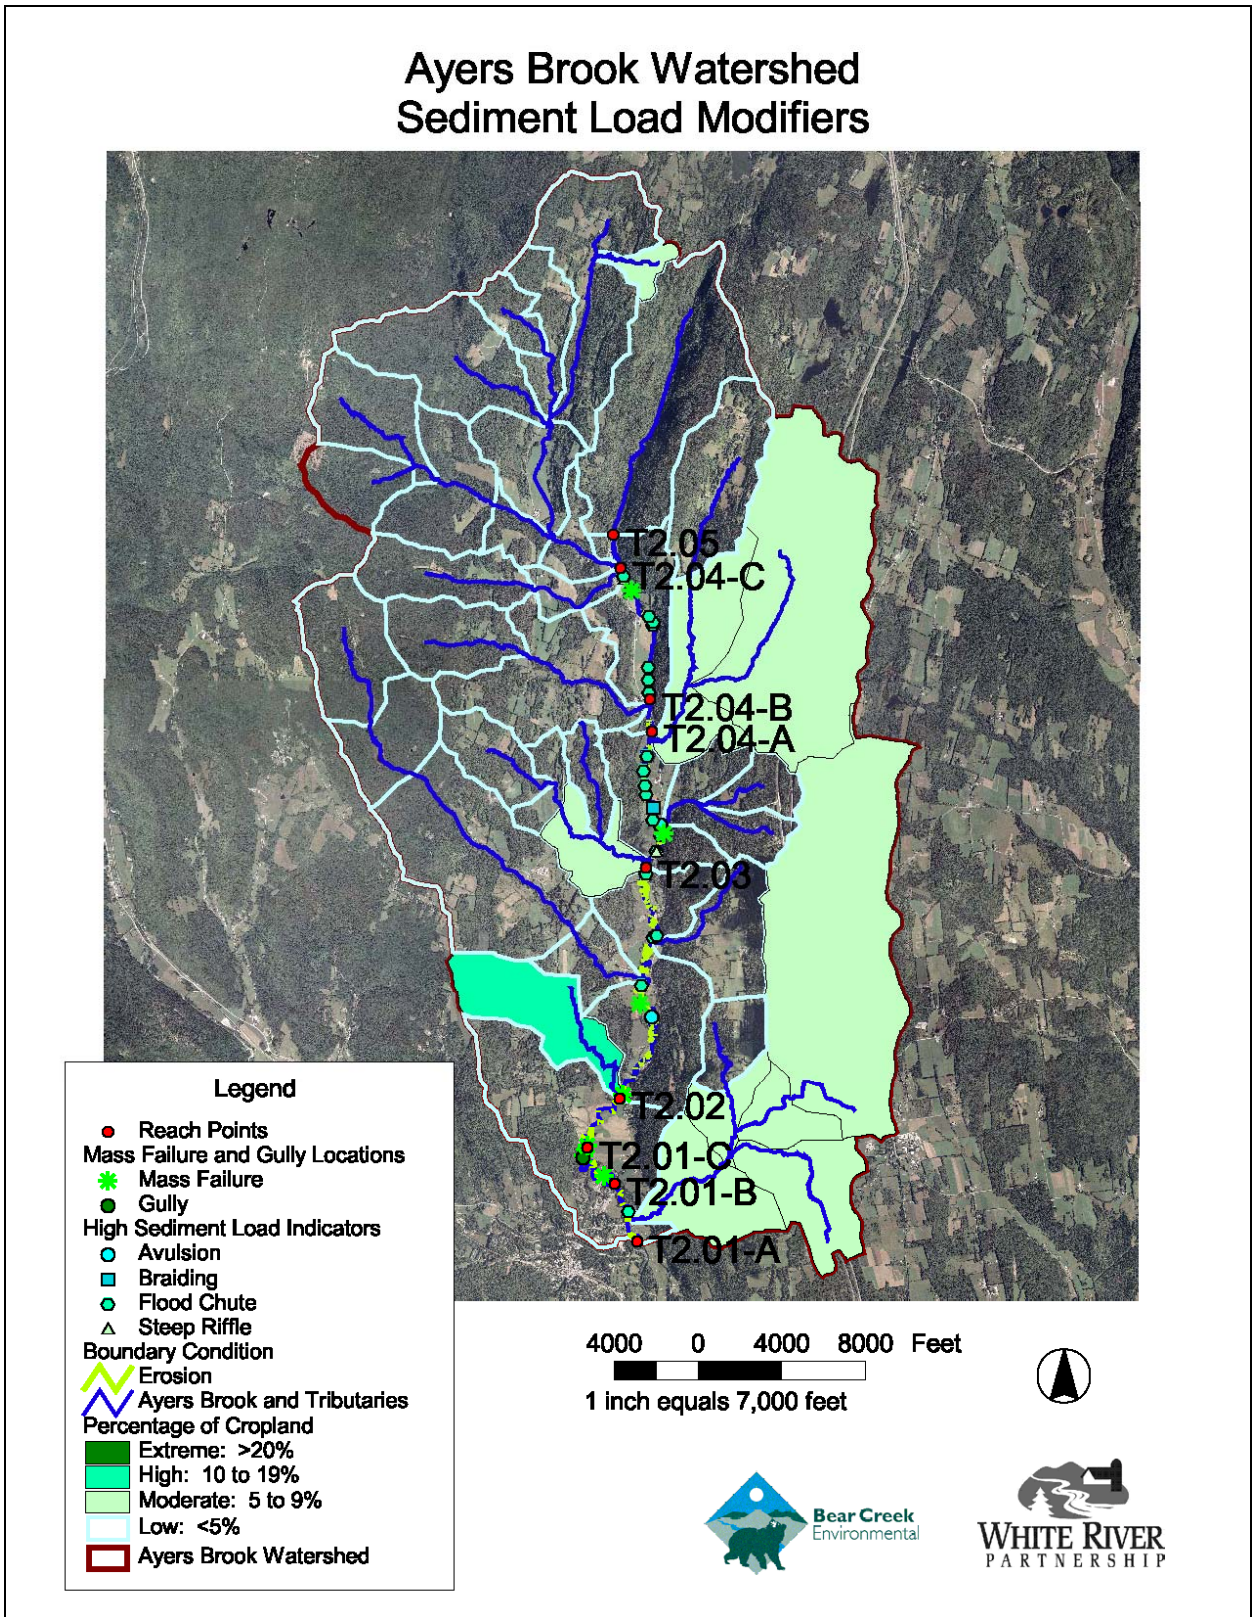 Ayers Brook Watershed
Sediment Load Modifiers
T2.05
T2.04-C
T2.04-B
T2.04-A
T2.03
T2.02
T2.01-C
T2.01-B
T2.01-A
Legend
Reach Points
Mass Failure and Gully Locations
Mass Failure
Gully
High Sediment Load Indicators
Avulsion
Braiding
Flood Chute
Steep Riffle
Boundary Condition
Erosion
Ayers Brook and Tributaries
Percentage of Cropland
Extreme: >20%
High: 10 to 19%
Moderate: 5 to 9%
Low: <5%
Ayers Brook Watershed
4000 0 4000 8000 Feet
1 inch equals 7,000 feet
Bear Creek
Environmental
WHITE RIVER
PARTNERSHIP